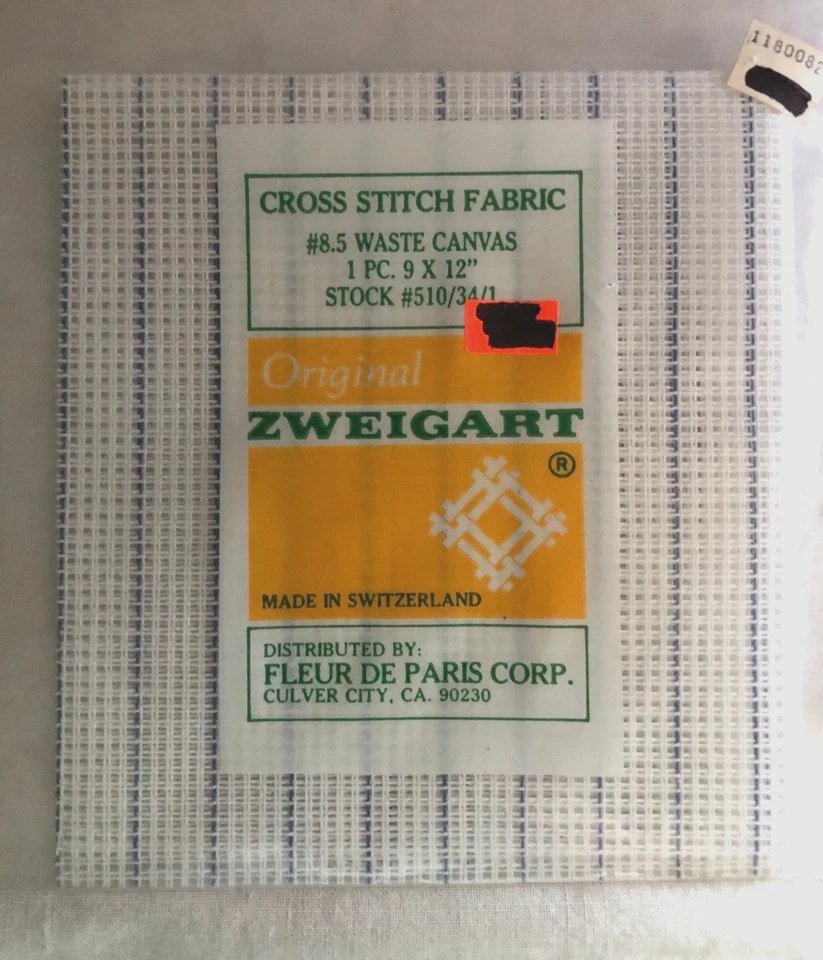 1180082
CROSS STITCH FABRIC
#8.5 WASTE CANVAS
1 PC. 9 X 12”
STOCK #510/34/1
Original
ZWEIGART
®
MADE IN SWITZERLAND
DISTRIBUTED BY:
FLEUR DE PARIS CORP.
CULVER CITY, CA. 90230